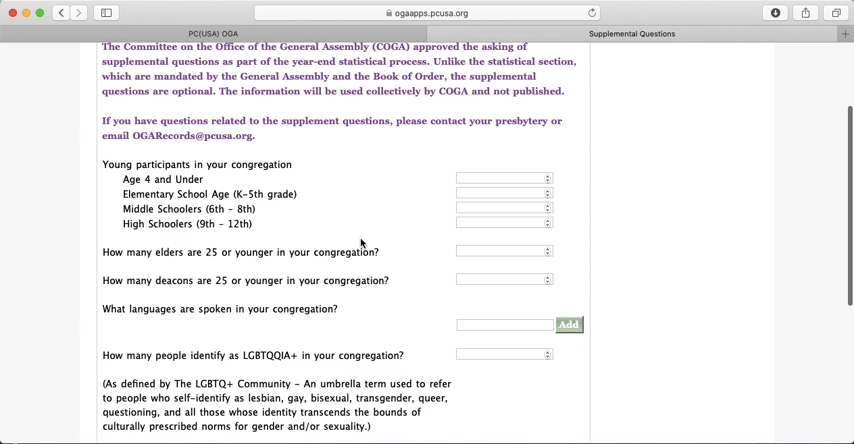 ogaapps.pcusa.org
PC(USA) OGA
Supplemental Questions
The Committee on the Office of the General Assembly (COGA) approved the asking of
supplemental questions as part of the year-end statistical process. Unlike the statistical section,
which are mandated by the General Assembly and the Book of Order, the supplemental
questions are optional. The information will be used collectively by COGA and not published.
If you have questions related to the supplement questions, please contact your presbytery or
email OGARecords@pcusa.org.
Young participants in your congregation
Age 4 and Under
Elementary School Age (K-5th grade)
Middle Schoolers (6th - 8th)
High Schoolers (9th - 12th)
How many elders are 25 or younger in your congregation?
How many deacons are 25 or younger in your congregation?
What languages are spoken in your congregation?
Add
How many people identify as LGBTQQIA+ in your congregation?
(As defined by The LGBTQ+ Community - An umbrella term used to refer
to people who self-identify as lesbian, gay, bisexual, transgender, queer,
questioning, and all those whose identity transcends the bounds of
culturally prescribed norms for gender and/or sexuality.)